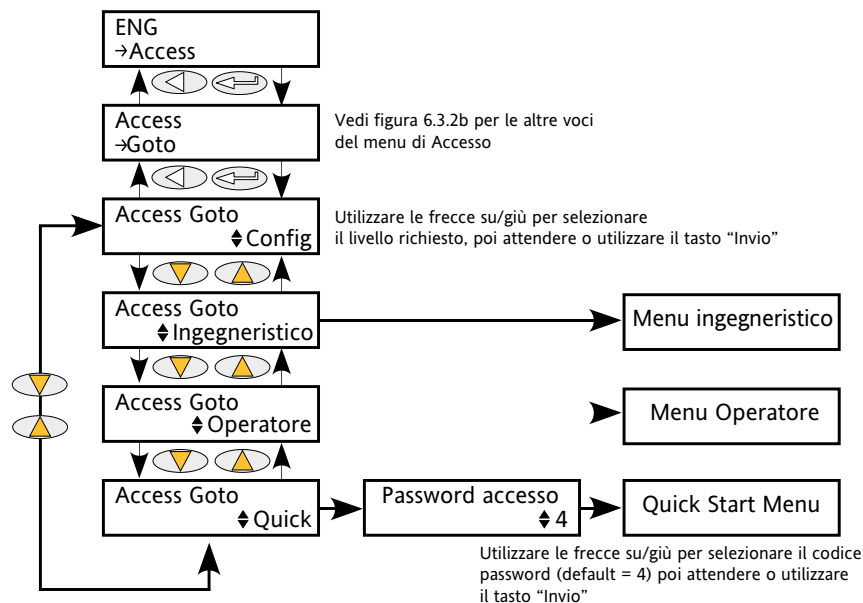 ENG
→Access
Access
→Goto
Vedi figura 6.3.2b per le altre voci
del menu di Accesso
Access Goto
Config
Utilizzare le frecce su/giù per selezionare
il livello richiesto, poi attendere o utilizzare il tasto “Invio”
Access Goto
Ingegneristico
Menu ingegneristico
Access Goto
Operatore
Menu Operatore
Access Goto
Quick
Password accesso
4
Quick Start Menu
Utilizzare le frecce su/giù per selezionare il codice
password (default = 4) poi attendere o utilizzare
il tasto “Invio”